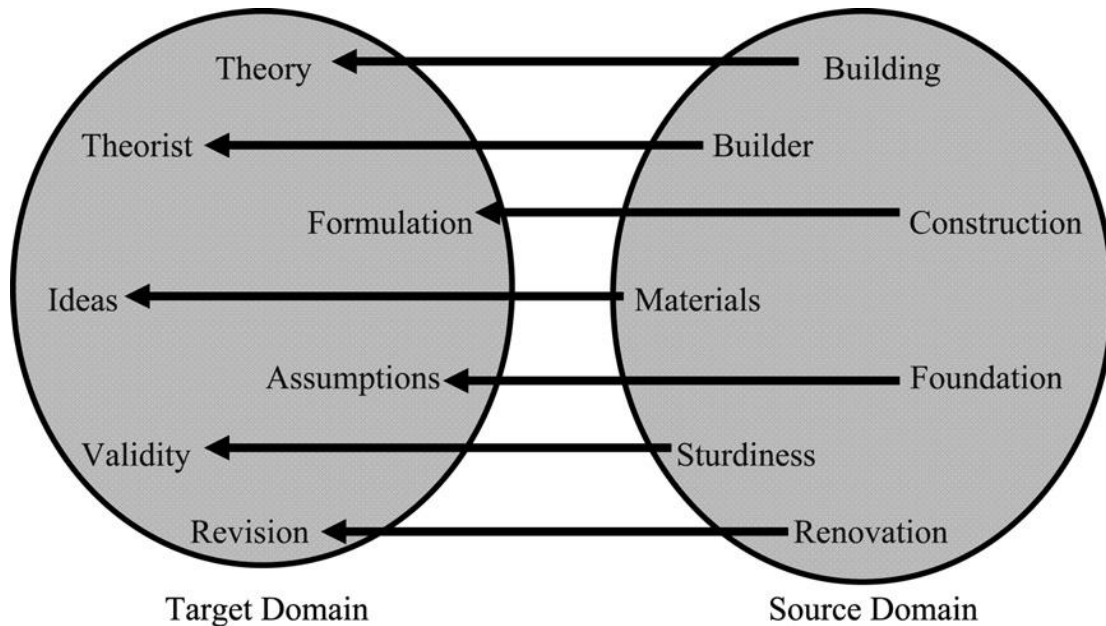 Theory Building
Theorist Builder
Formulation Construction
Ideas Materials
Assumptions Foundation
Validity Sturdiness
Revision Renovation
Target Domain Source Domain